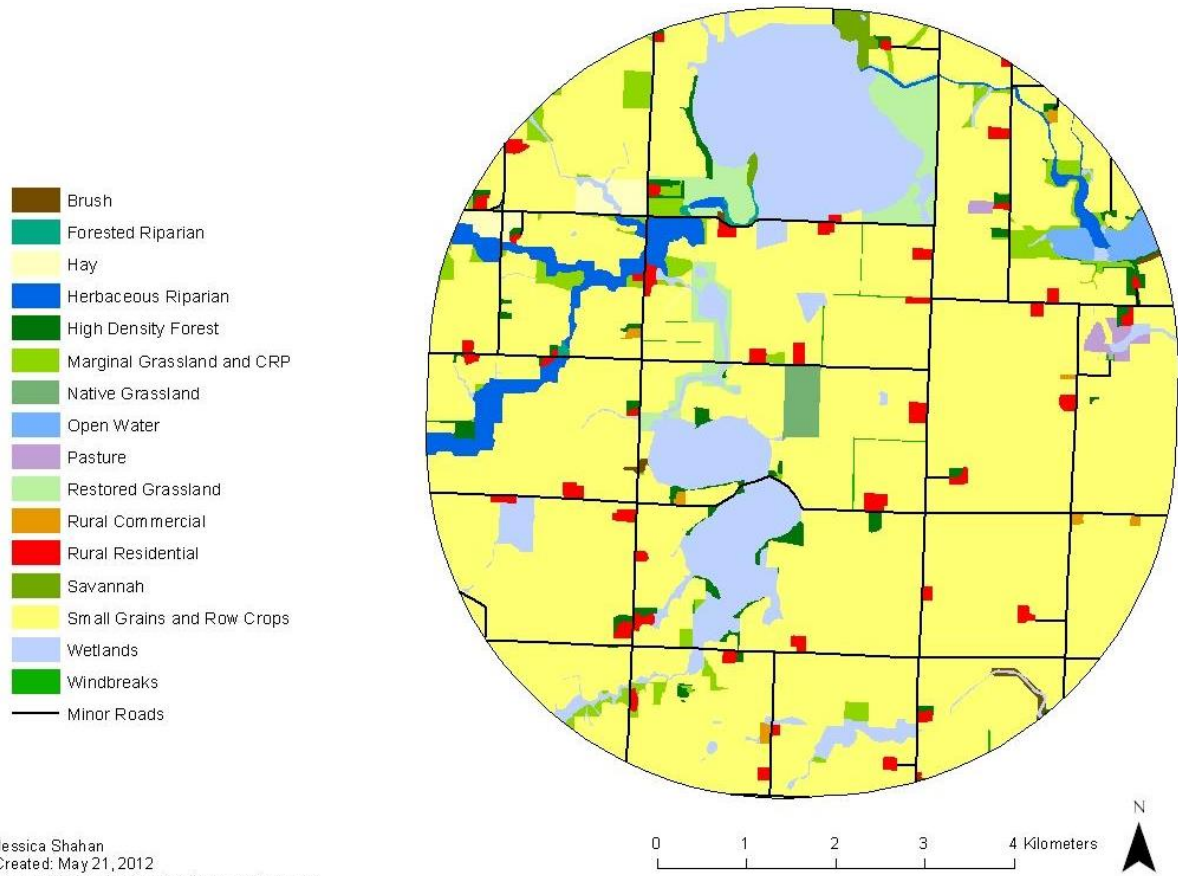 Brush
Forested Riparian
Hay
Herbaceous Riparian
High Density Forest
Marginal Grassland and CRP
Native Grassland
Open Water
Pasture
Restored Grassland
Rural Commercial
Rural Residential
Savannah
Small Grains and Row Crops
Wetlands
Windbreaks
Minor Roads
Jessica Shahan
Created: May 21, 2012
0 1 2 3 4 Kilometers
N